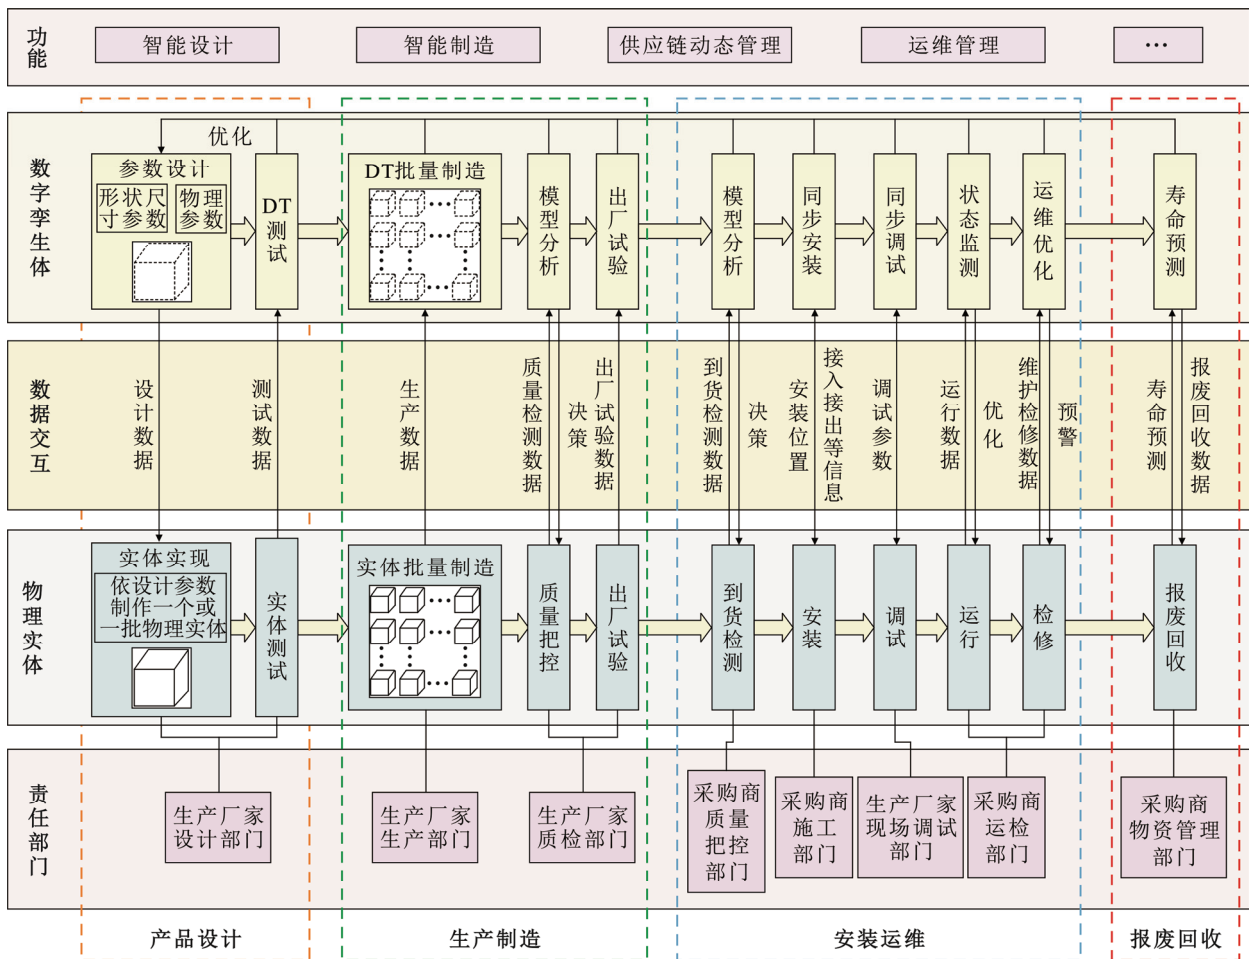 功能
智能设计
智能制造
供应链动态管理
运维管理
…
数字孪生体
优化
参数设计
形状尺
寸参数
物理
参数
DT
测试
DT批量制造
模型分析
出厂试验
模型分析
同步安装
同步调试
状态监测
运维优化
寿命预测
数据交互
设计数据
测试数据
生产数据
质量检测数据
决策
出厂试验数据
到货检测数据
决策
安装位置
接入接出等信息
调试参数
运行数据
优化
维护检修数据
预警
寿命预测
报废回收数据
物理实体
实体实现
依设计参数
制作一个或
一批物理实体
实体测试
实体批量制造
质量把控
出厂试验
到货检测
安装
调试
运行
检修
报废回收
责任部门
生产厂家
设计部门
生产厂家
生产部门
生产厂家
质检部门
采购商
质量
把控
部门
采购商
施工
部门
生产厂家
现场调试
部门
采购商
运检
部门
采购商
物资管理
部门
产品设计
生产制造
安装运维
报废回收